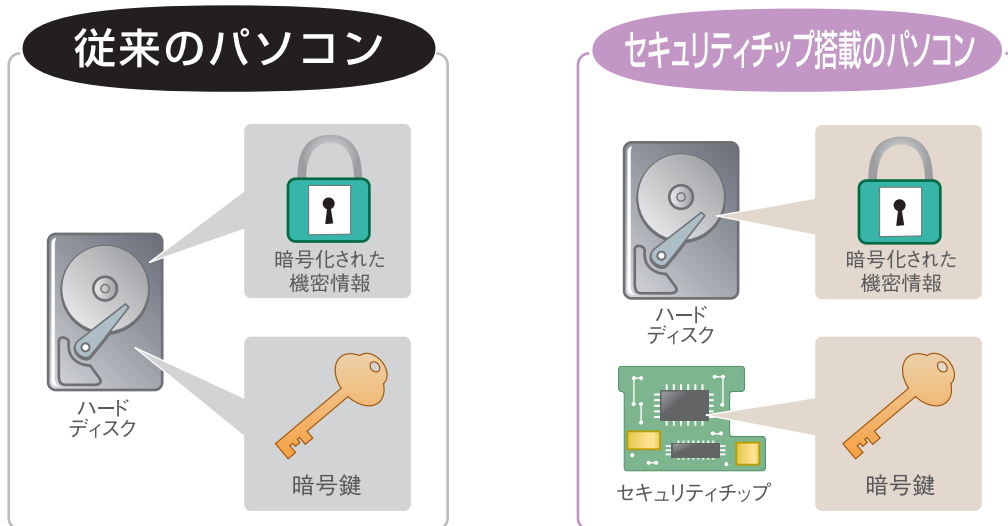 従来のパソコン
暗号化された
機密情報
ハード
ディスク
暗号鍵
セキュリティチップ搭載のパソコン
暗号化された
機密情報
ハード
ディスク
セキュリティチップ
暗号鍵